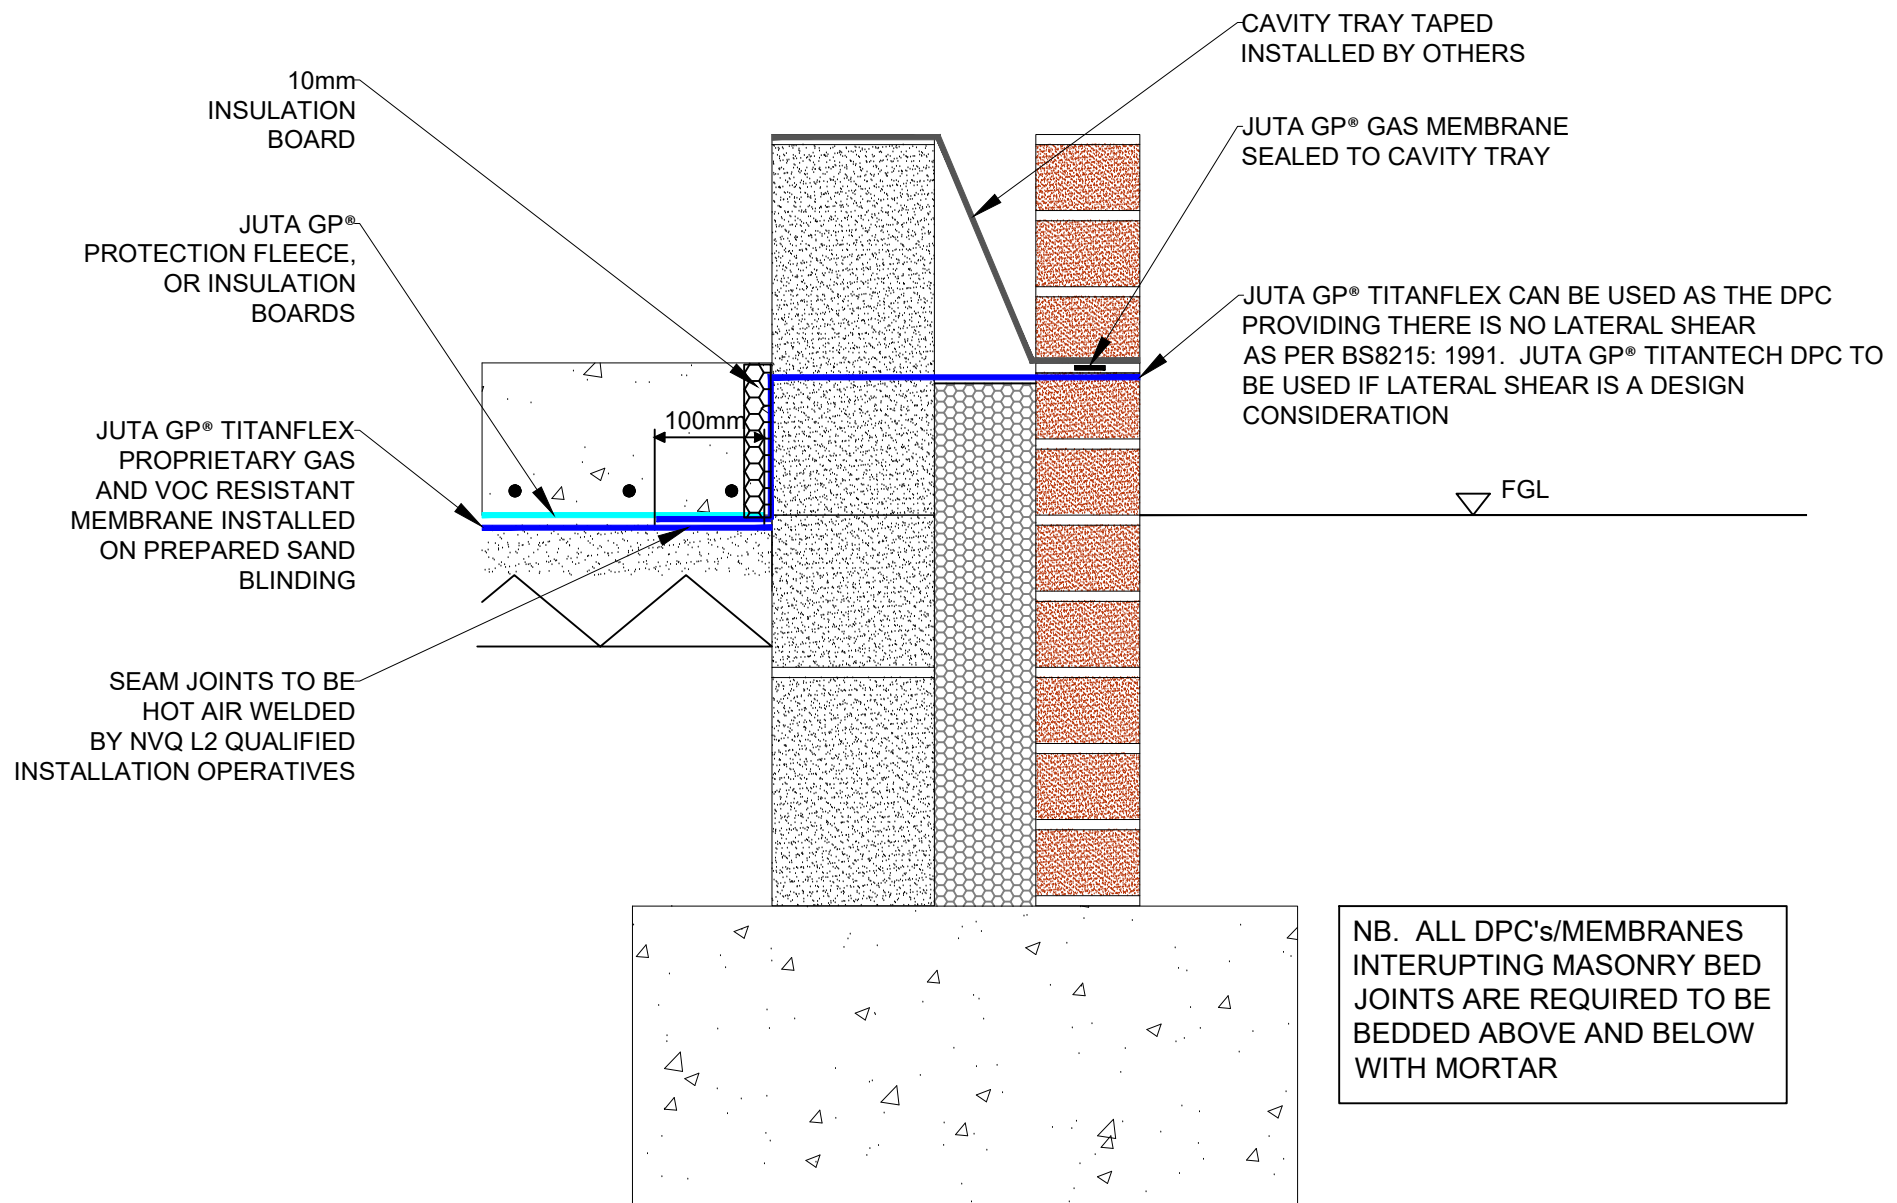 CAVITY TRAY TAPED
INSTALLED BY OTHERS
10mm
INSULATION
BOARD
JUTA GP® GAS MEMBRANE
SEALED TO CAVITY TRAY
JUTA GP®
PROTECTION FLEECE,
OR INSULATION
BOARDS
JUTA GP® TITANFLEX CAN BE USED AS THE DPC
PROVIDING THERE IS NO LATERAL SHEAR
AS PER BS8215: 1991. JUTA GP® TITANTECH DPC TO
BE USED IF LATERAL SHEAR IS A DESIGN
CONSIDERATION
100mm
JUTA GP® TITANFLEX
PROPRIETARY GAS
AND VOC RESISTANT
MEMBRANE INSTALLED
ON PREPARED SAND
BLINDING
FGL
SEAM JOINTS TO BE
HOT AIR WELDED
BY NVQ L2 QUALIFIED
INSTALLATION OPERATIVES
NB. ALL DPC's/MEMBRANES
INTERUPTING MASONRY BED
JOINTS ARE REQUIRED TO BE
BEDDED ABOVE AND BELOW
WITH MORTAR